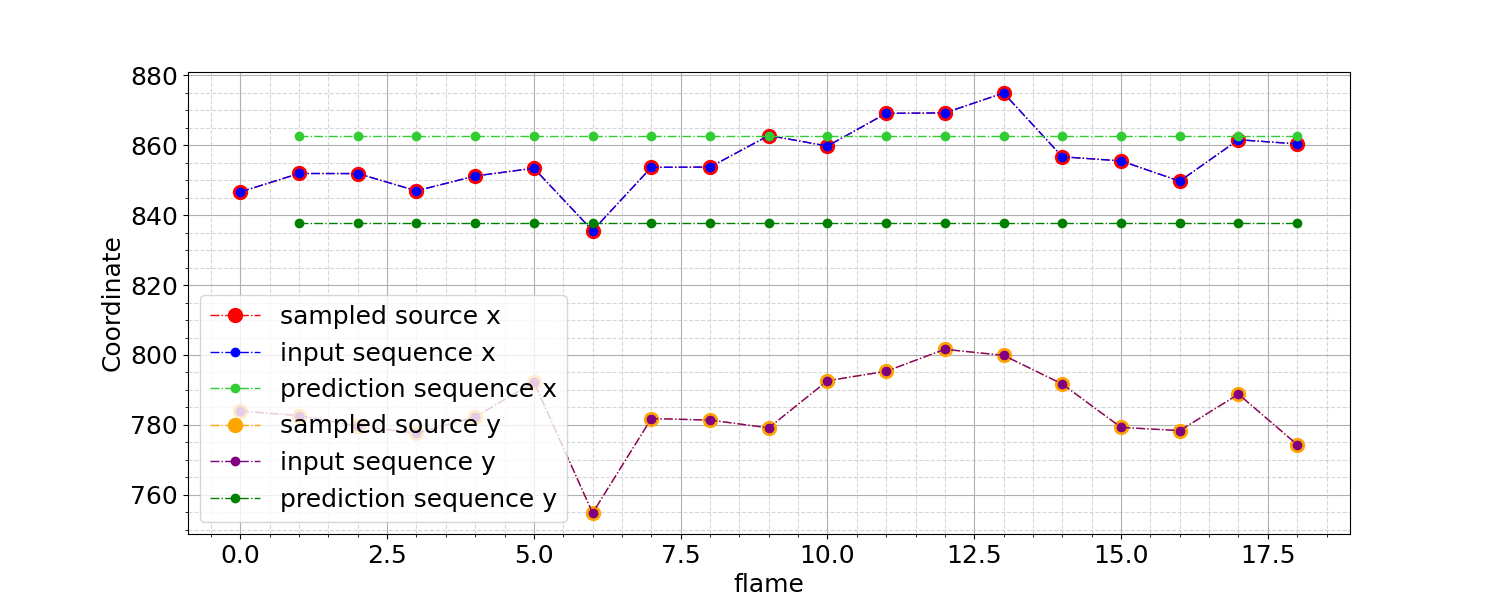 880
860
840
820
800
780
760
Coordinate
sampled source x
input sequence x
prediction sequence x
sampled source y
input sequence y
prediction sequence y
0.0 2.5 5.0 7.5 10.0 12.5 15.0 17.5
flame